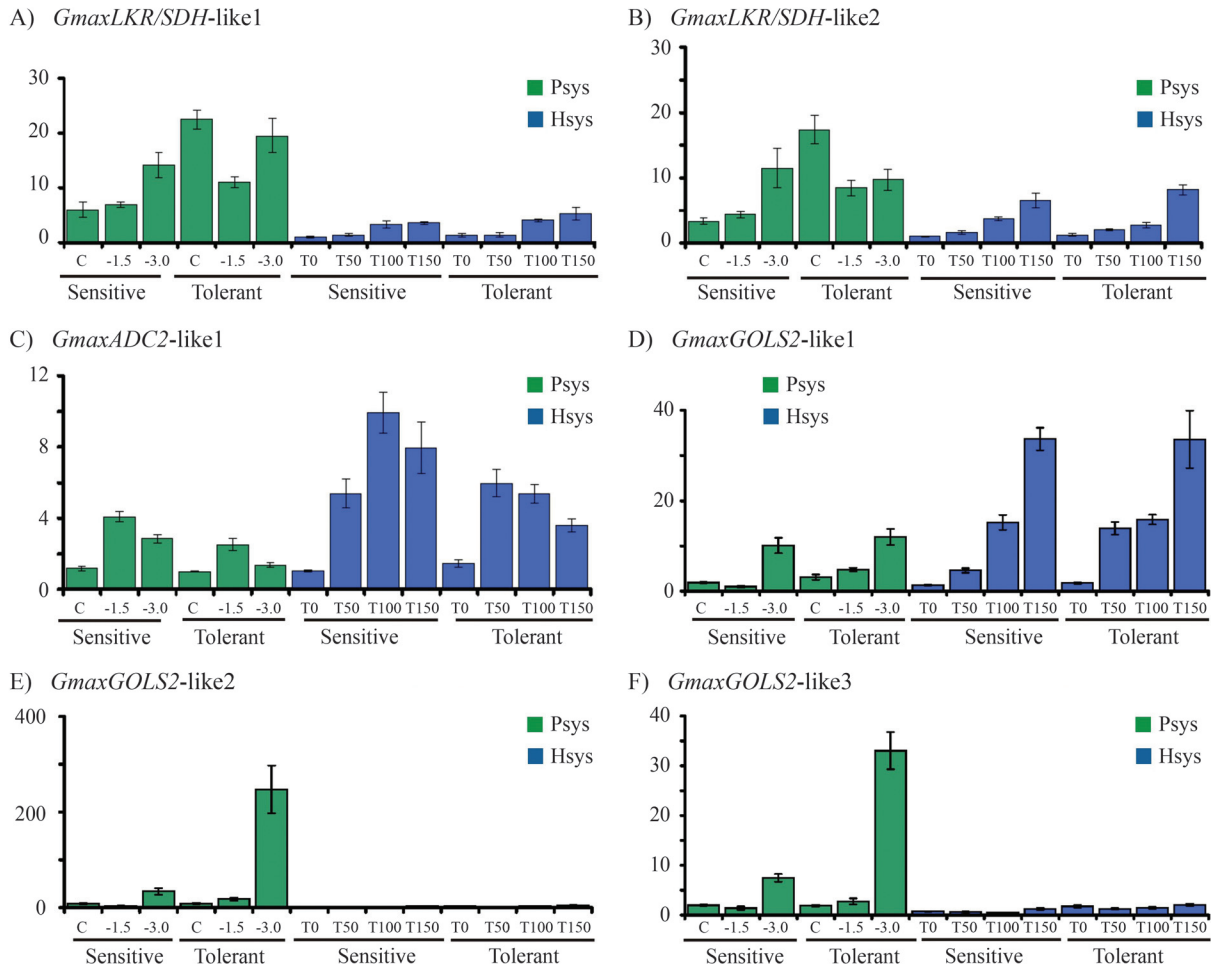 A) GmaxLKR/SDH-like1
30
20
10
0
Psys
Hsys
C -1.5 -3.0 C -1.5 -3.0 T0 T50 T100 T150 T0 T50 T100 T150
Sensitive Tolerant Sensitive Tolerant
B) GmaxLKR/SDH-like2
30
20
10
0
Psys
Hsys
C -1.5 -3.0 C -1.5 -3.0 T0 T50 T100 T150 T0 T50 T100 T150
Sensitive Tolerant Sensitive Tolerant
C) GmaxADC2-like1
12
8
4
0
Psys
Hsys
C -1.5 -3.0 C -1.5 -3.0 T0 T50 T100 T150 T0 T50 T100 T150
Sensitive Tolerant Sensitive Tolerant
D) GmaxGOLS2-like1
40
20
10
0
Psys
Hsys
C -1.5 -3.0 C -1.5 -3.0 T0 T50 T100 T150 T0 T50 T100 T150
Sensitive Tolerant Sensitive Tolerant
E) GmaxGOLS2-like2
400
200
0
Psys
Hsys
C -1.5 -3.0 C -1.5 -3.0 T0 T50 T100 T150 T0 T50 T100 T150
Sensitive Tolerant Sensitive Tolerant
F) GmaxGOLS2-like3
40
30
20
10
0
Psys
Hsys
C -1.5 -3.0 C -1.5 -3.0 T0 T50 T100 T150 T0 T50 T100 T150
Sensitive Tolerant Sensitive Tolerant